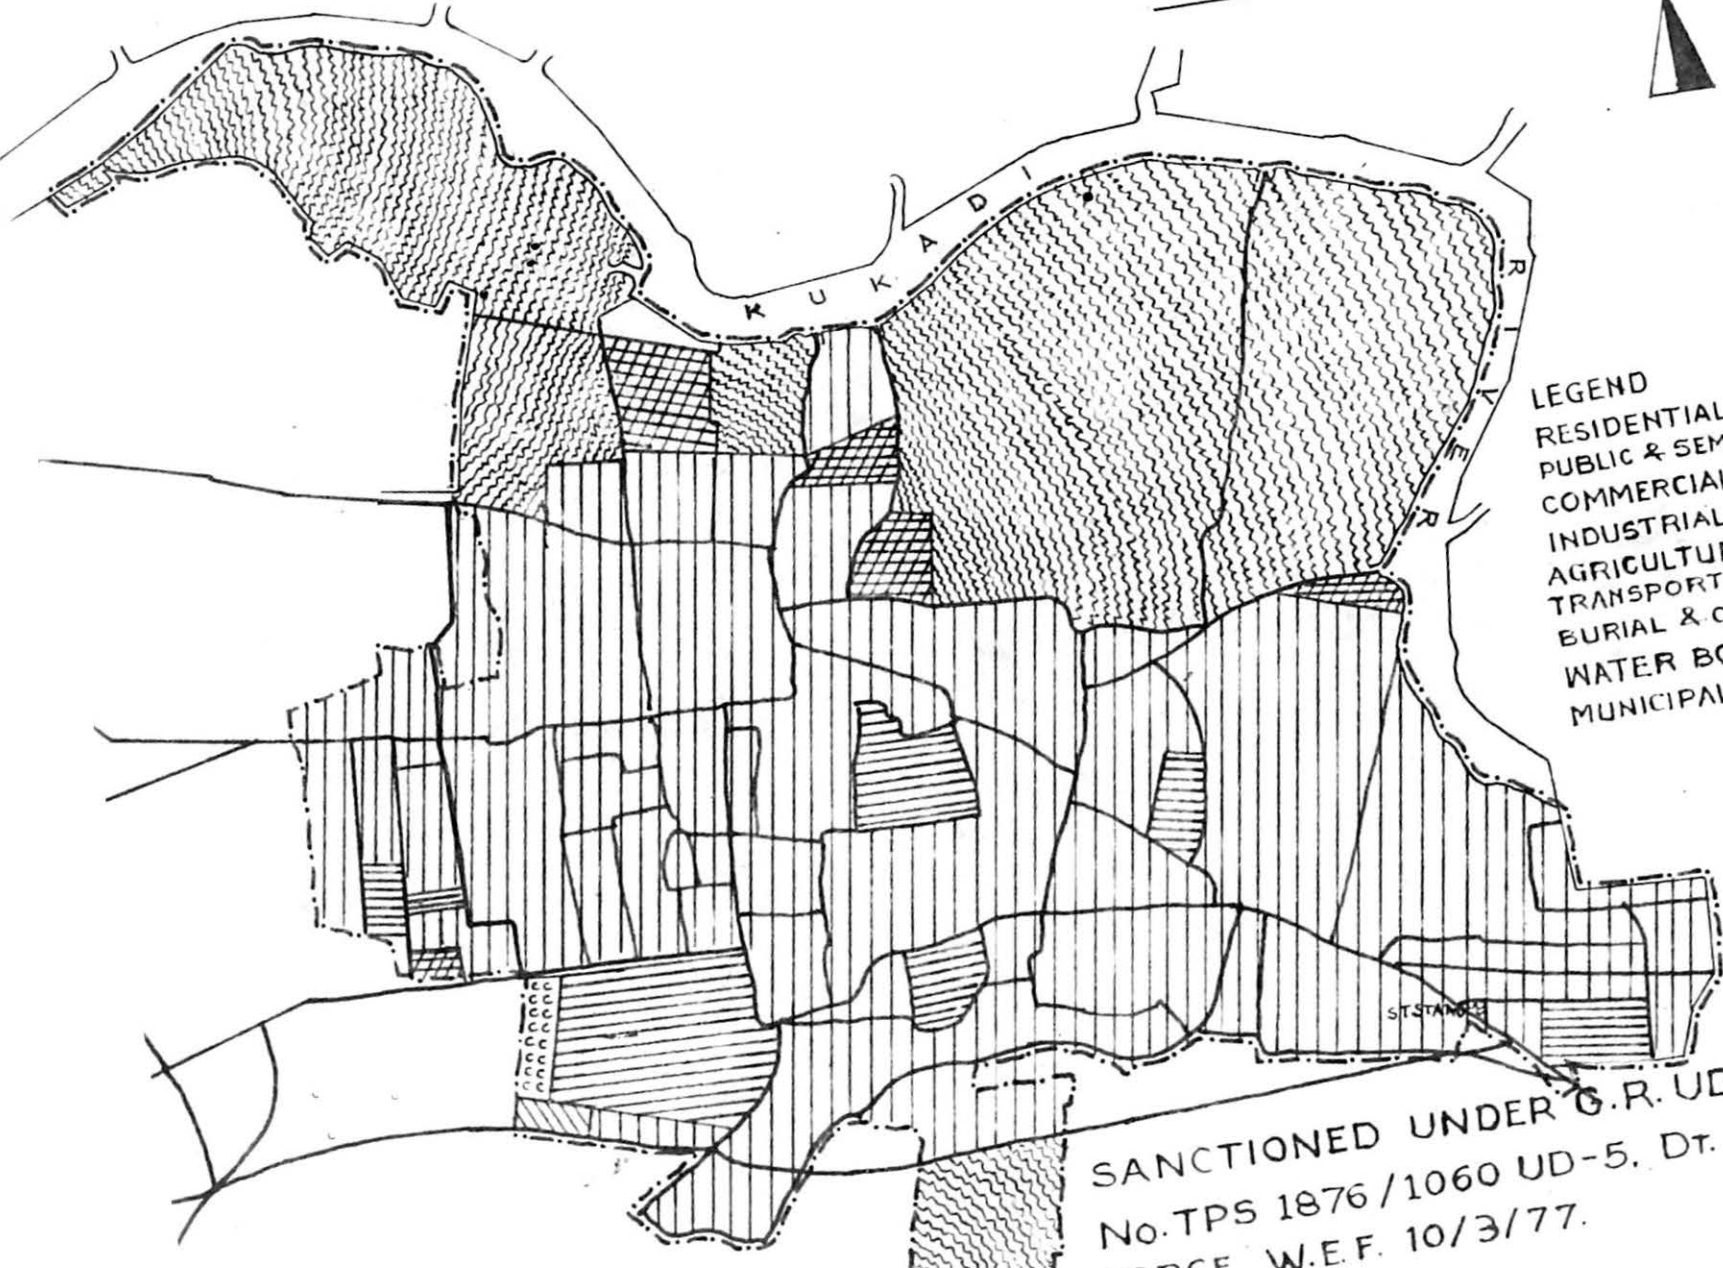 KUKADI RIVER
LEGEND
RESIDENTIAL
PUBLIC & SEM
COMMERCIAL
INDUSTRIAL
AGRICULTU
TRANSPORT
BURIAL & C
WATER BO
MUNICIPA
ST STAND
SANCTIONED UNDER G.R. UD
No. TPS 1876/1060 UD-5. DT.
W.E.F. 10/3/77.